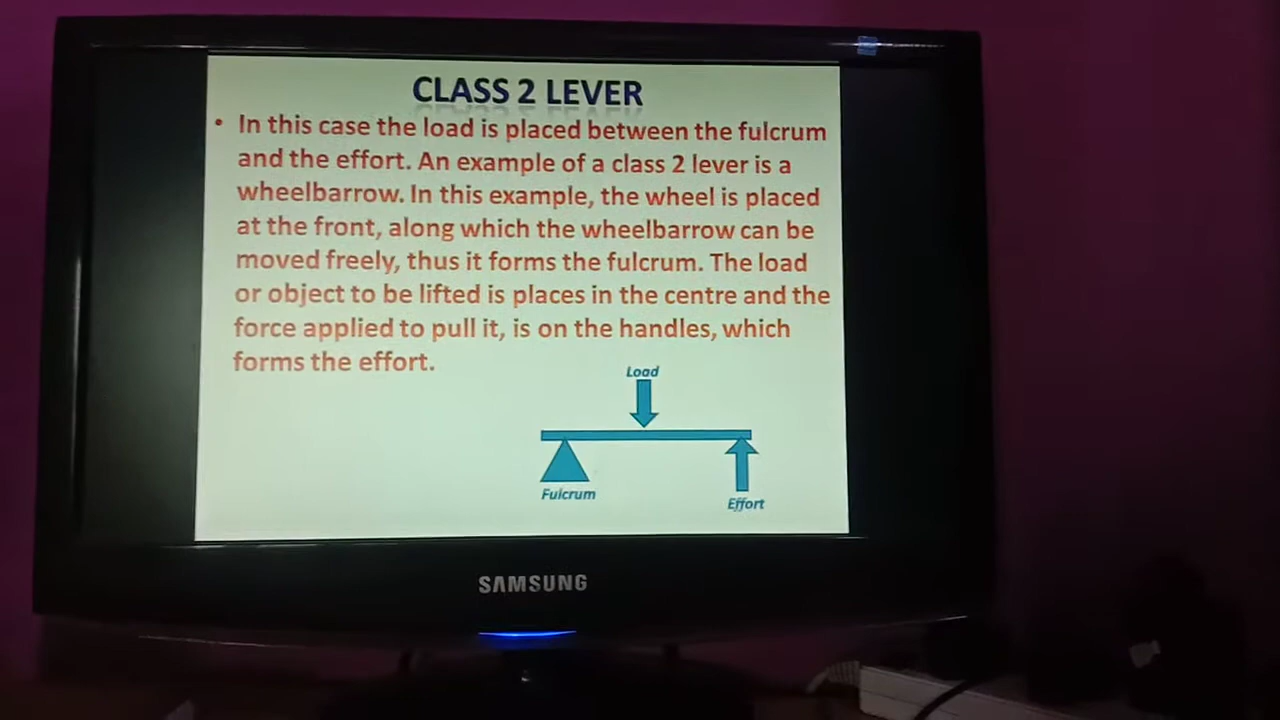 CLASS 2 LEVER
• In this case the load is placed between the fulcrum
and the effort. An example of a class 2 lever is a
wheelbarrow. In this example, the wheel is placed
at the front, along which the wheelbarrow can be
moved freely, thus it forms the fulcrum. The load
or object to be lifted is places in the centre and the
force applied to pull it, is on the handles, which
forms the effort.
Load
Fulcrum
Effort
SAMSUNG